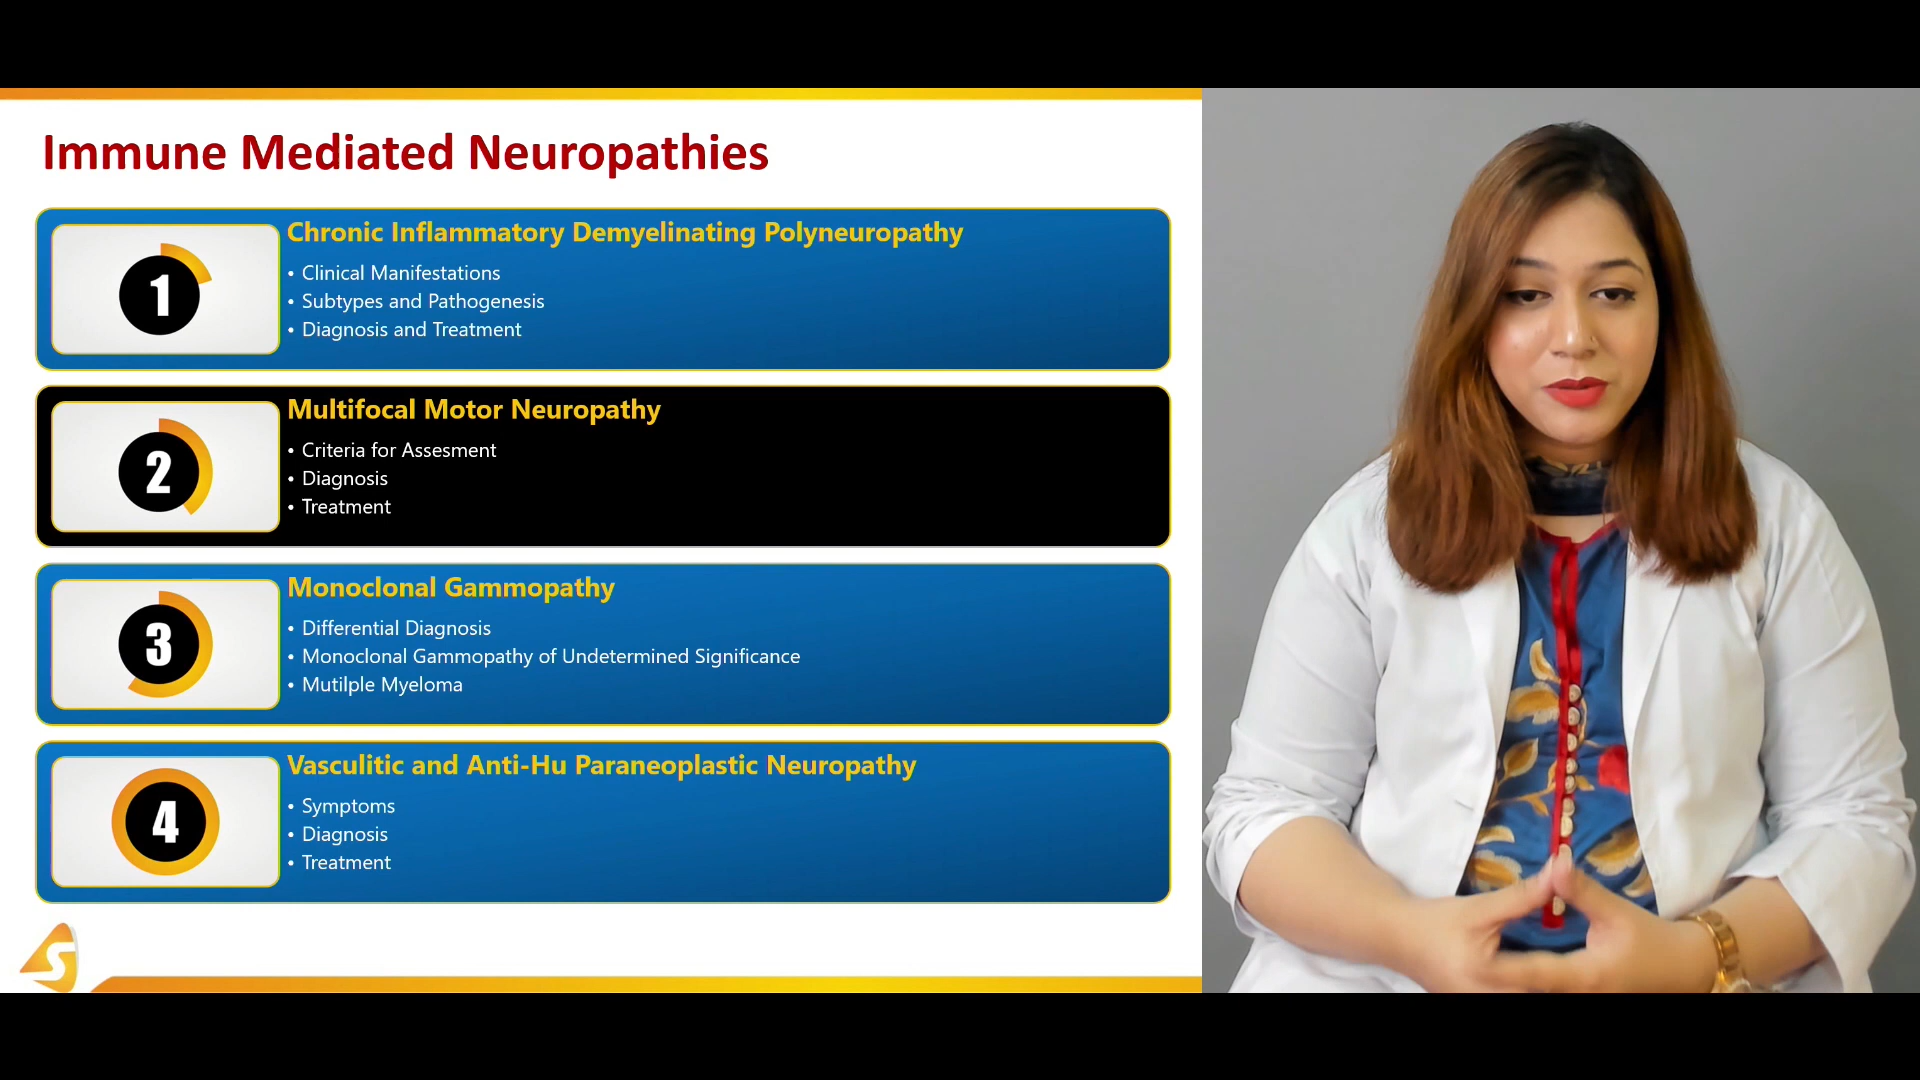 Immune Mediated Neuropathies
1
Chronic Inflammatory Demyelinating Polyneuropathy
• Clinical Manifestations
• Subtypes and Pathogenesis
• Diagnosis and Treatment
2
Multifocal Motor Neuropathy
• Criteria for Assesment
• Diagnosis
• Treatment
3
Monoclonal Gammopathy
• Differential Diagnosis
• Monoclonal Gammopathy of Undetermined Significance
• Mutilple Myeloma
4
Vasculitic and Anti-Hu Paraneoplastic Neuropathy
• Symptoms
• Diagnosis
• Treatment
S